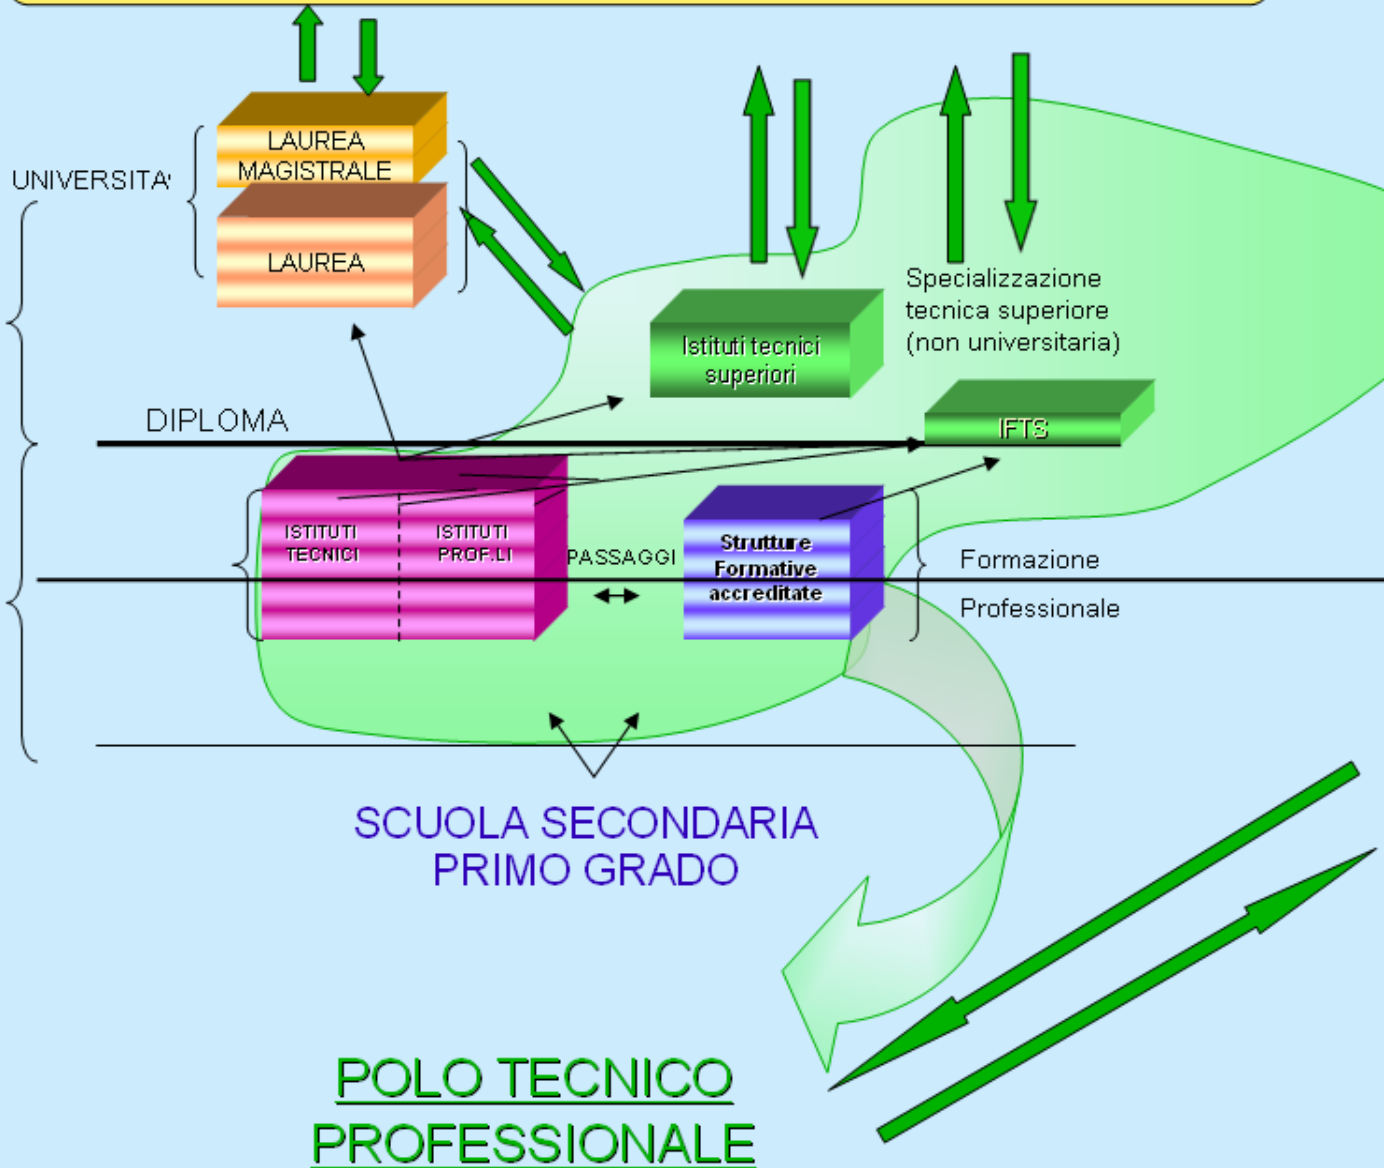 LAUREA
MAGISTRALE
UNIVERSITA'
LAUREA
Specializzazione
tecnica superiore
(non universitaria)
Istituti tecnici
superiori
DIPLOMA
IFTS
ISTITUTI
TECNICI
ISTITUTI
PROF.LI
PASSAGGI
Strutture
Formative
accreditate
Formazione
Professionale
SCUOLA SECONDARIA
PRIMO GRADO
POLO TECNICO
PROFESSIONALE